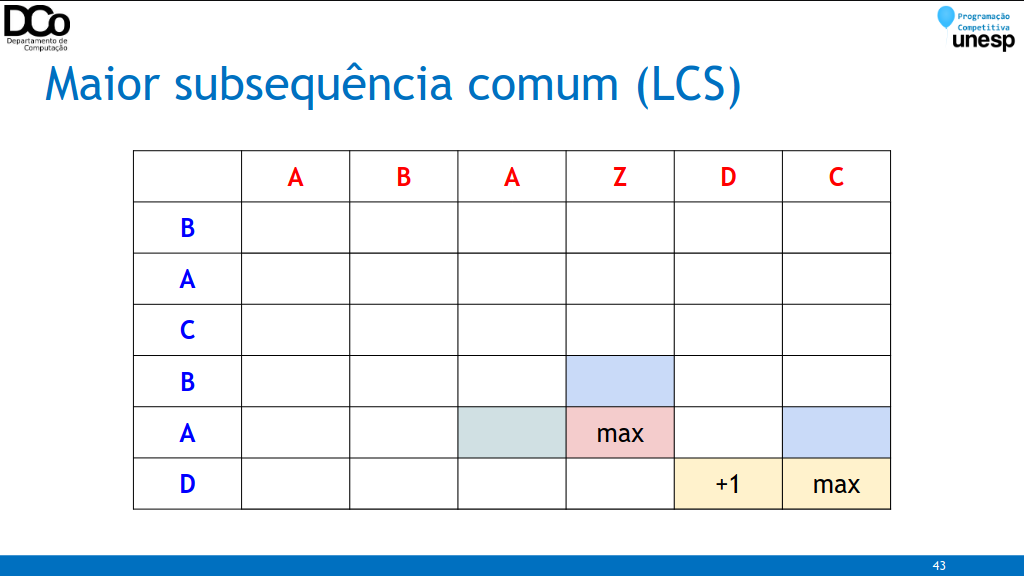 DCo
Departamento de
Computação
Programação
Competitiva
unesp
Maior subsequência comum (LCS)
A B A Z D C
B
A
C
B
A max
D +1 max
43